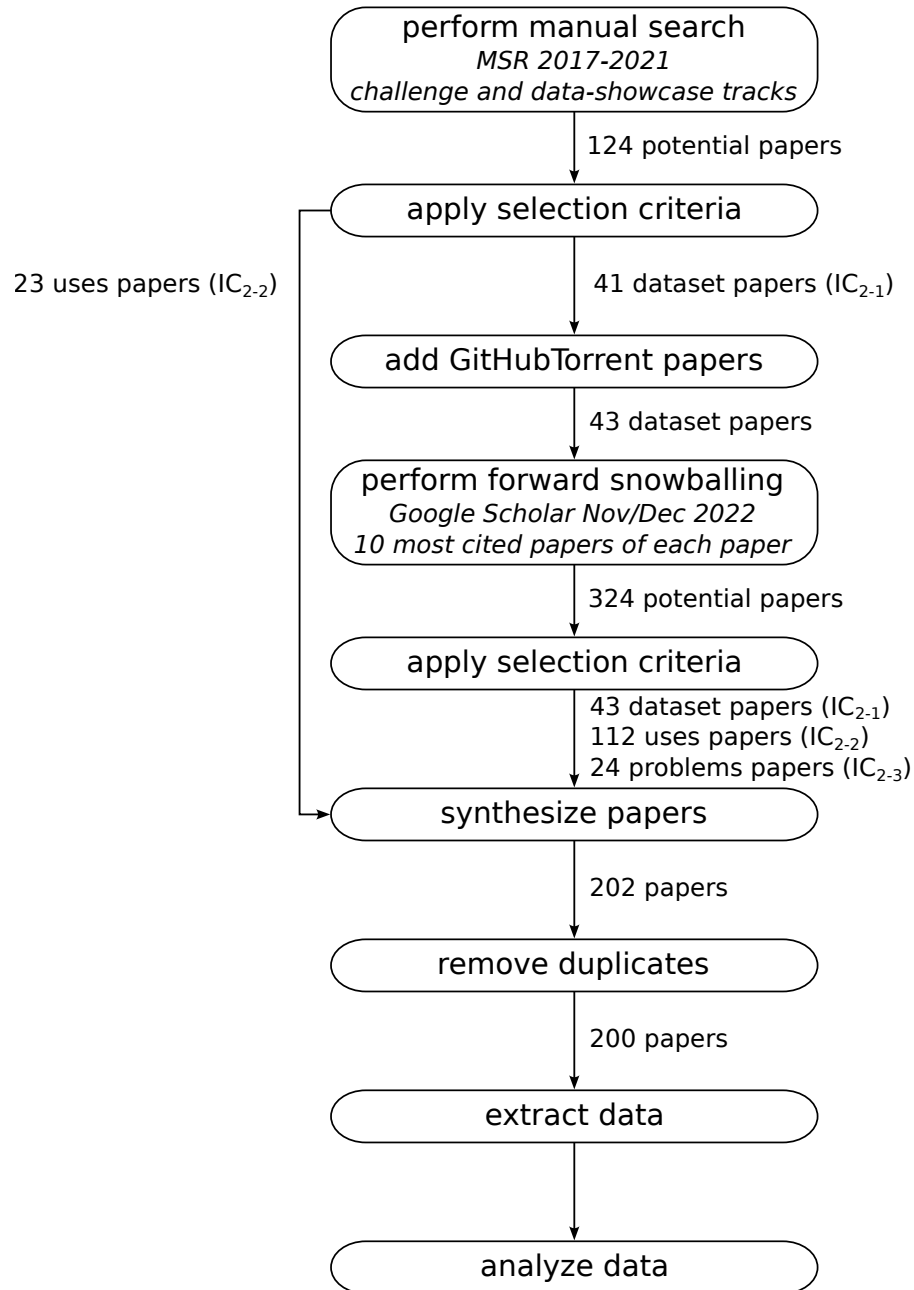 perform manual search
MSR 2017-2021
challenge and data-showcase tracks
124 potential papers
apply selection criteria
23 uses papers (IC2-2)
41 dataset papers (IC2-1)
add GitHubTorrent papers
43 dataset papers
perform forward snowballing
Google Scholar Nov/Dec 2022
10 most cited papers of each paper
324 potential papers
apply selection criteria
43 dataset papers (IC2-1)
112 uses papers (IC2-2)
24 problems papers (IC2-3)
synthesize papers
202 papers
remove duplicates
200 papers
extract data
analyze data